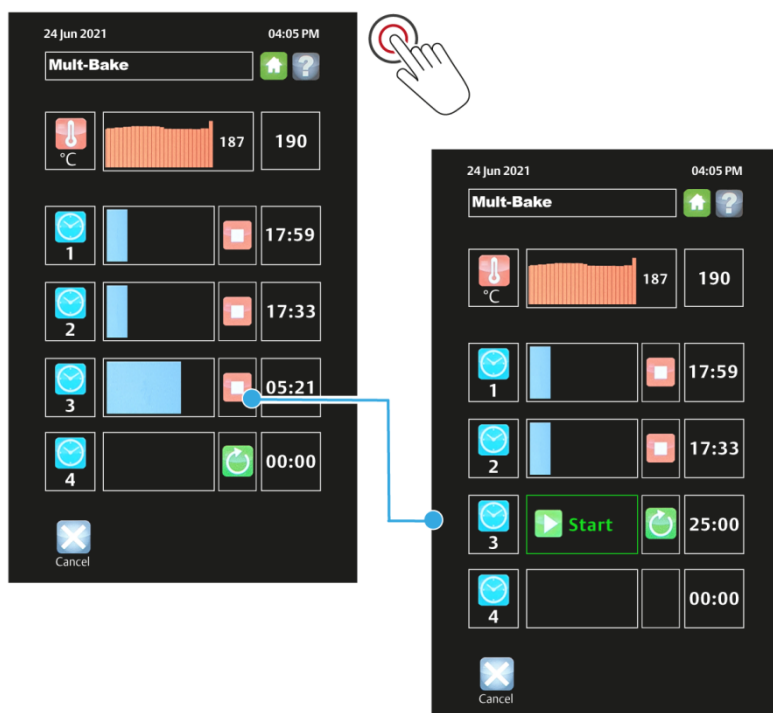 24 Jun 2021 04:05 PM
Mult-Bake ?
°C 187 190
1 17:59
2 17:33
3 05:21
4 00:00
Cancel
24 Jun 2021 04:05 PM
Mult-Bake ?
°C 187 190
1 17:59
2 17:33
3 Start 25:00
4 00:00
Cancel